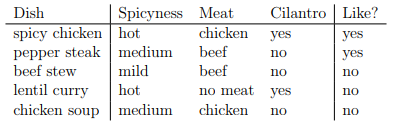 Dish Spicyness Meat Cilantro Like?
spicy chicken hot chicken yes yes
pepper steak medium beef no yes
beef stew mild beef no no
lentil curry hot no meat yes no
chicken soup medium chicken no no